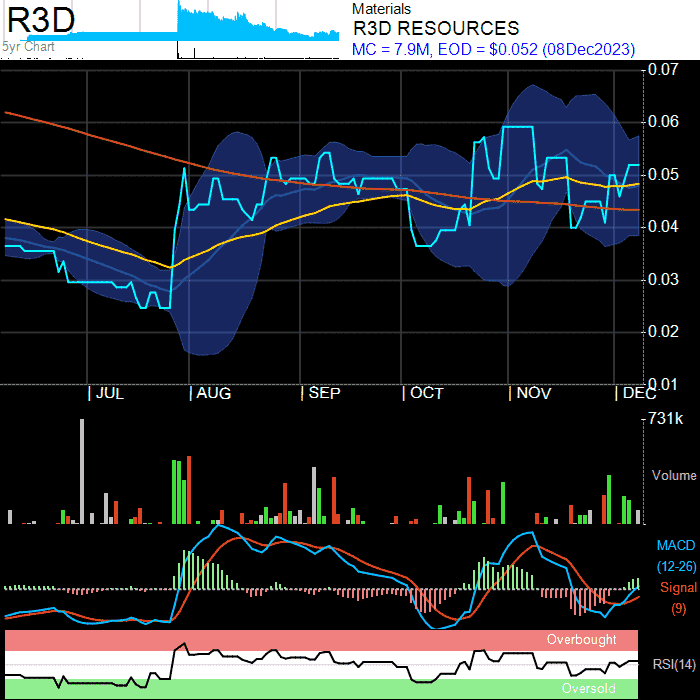 R3D
5yr Chart
Materials
R3D RESOURCES
MC = 7.9M, EOD = $0.052 (08Dec2023)
0.07
0.06
0.05
0.04
0.03
0.02
0.01
JUL AUG SEP OCT NOV DEC
731k
Volume
MACD
(12-26)
Signal
(9)
Overbought
RSI(14)
Oversold